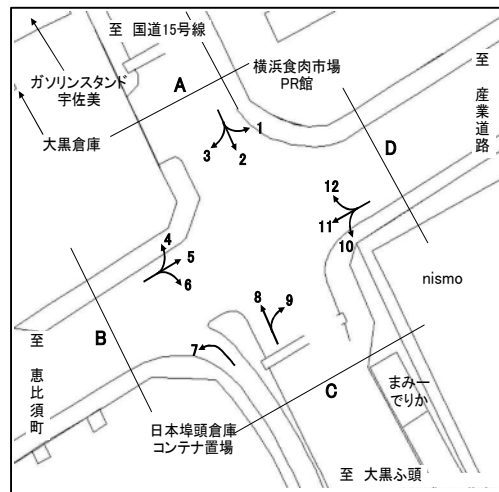 至 国道15号線
ガソリンスタンド
宇佐美
大黒倉庫
A
横浜食肉市場
PR館
至 産業道路
D
1
2
3
12
11
10
4
5
6
8
9
7
nismo
至 恵比須町
B
C
まみー
でりか
日本埠頭倉庫
コンテナ置場
至 大黒ふ頭